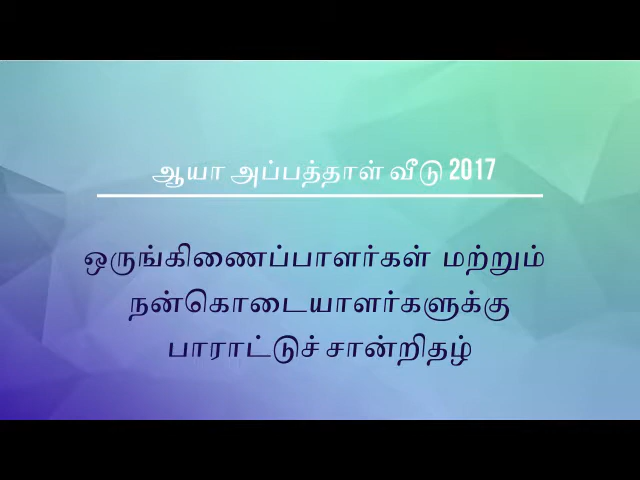 ஆயா அப்பத்தாள் வீடு 2017
ஒருங்கிணைப்பாளர்கள் மற்றும்
நன்கொடையாளர்களுக்கு
பாராட்டுச் சான்றிதழ்